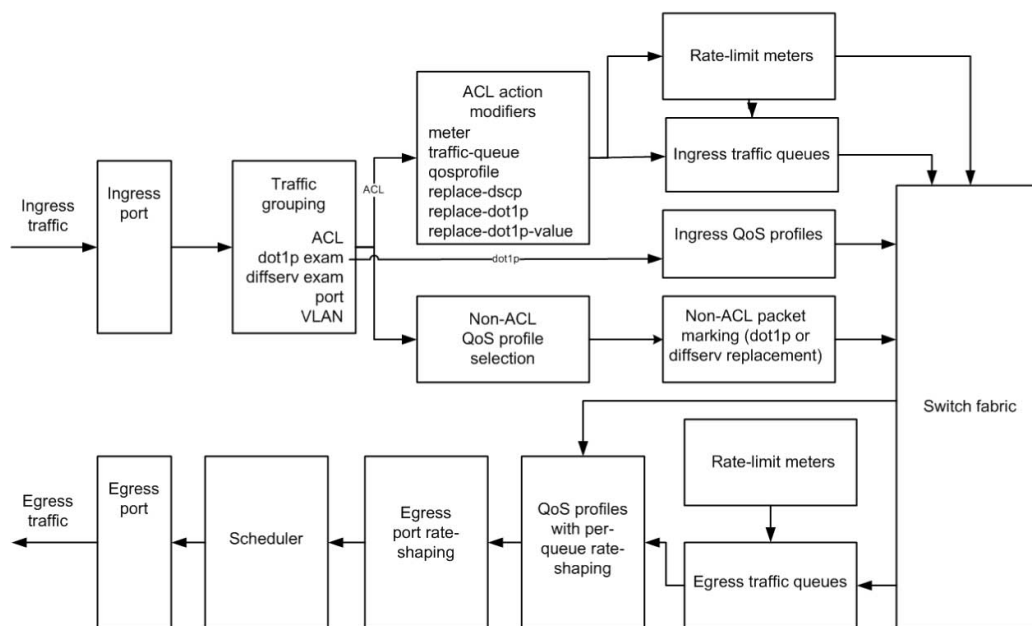 Rate-limit meters
ACL action
modifiers
meter
traffic-queue
qosprofile
replace-dscp
replace-dot1p
replace-dot1p-value
Ingress traffic queues
Ingress
traffic
Ingress
port
Traffic
grouping
ACL
dot1p exam
diffserv exam
port
VLAN
ACL
dot1p
Ingress QoS profiles
Non-ACL
QoS profile
selection
Non-ACL packet
marking (dot1p or
diffserv replacement)
Switch fabric
Rate-limit meters
Egress
traffic
Egress
port
Scheduler
Egress
port rate-
shaping
QoS profiles
with per-
queue rate-
shaping
Egress traffic queues